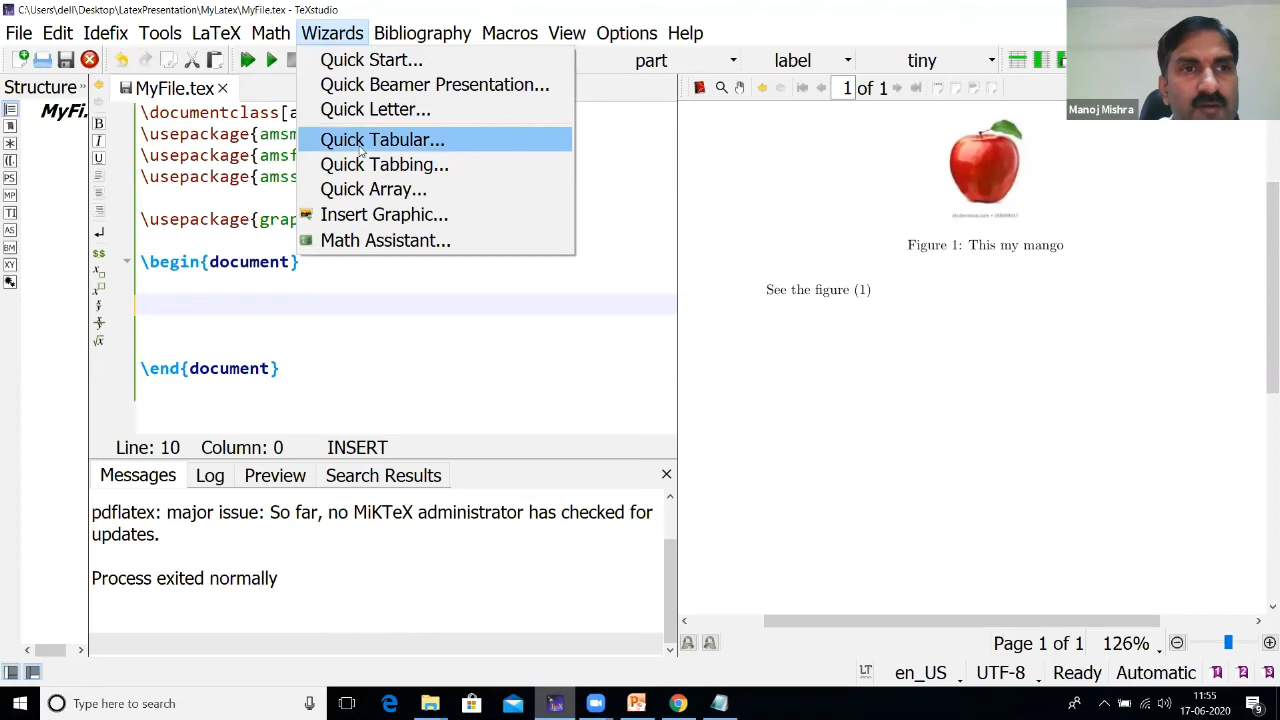 C:\Users\dell\Desktop\LatexPresentation\MyLatex\MyFile.tex - TeXstudio
File Edit Idefix Tools LaTeX Math Wizards Bibliography Macros View Options Help
part label tiny
Structure
MyFile.tex
1 of 1
MyFi.
\documentclass[a
\usepackage{amsm
\usepackage{amsf
\usepackage{amss
\usepackage{grap
\begin{document}
\end{document}
Quick Start...
Quick Beamer Presentation...
Quick Letter...
Quick Tabular...
Quick Tabbing...
Quick Array...
Insert Graphic...
Math Assistant...
Manoj Mishra
Figure 1: This my mango
See the figure (1)
Line: 10 Column: 0 INSERT
Messages Log Preview Search Results
pdflatex: major issue: So far, no MiKTeX administrator has checked for
updates.
Process exited normally
Page 1 of 1 126%
en_US UTF-8 Ready Automatic
Type here to search
11:55
17-06-2020